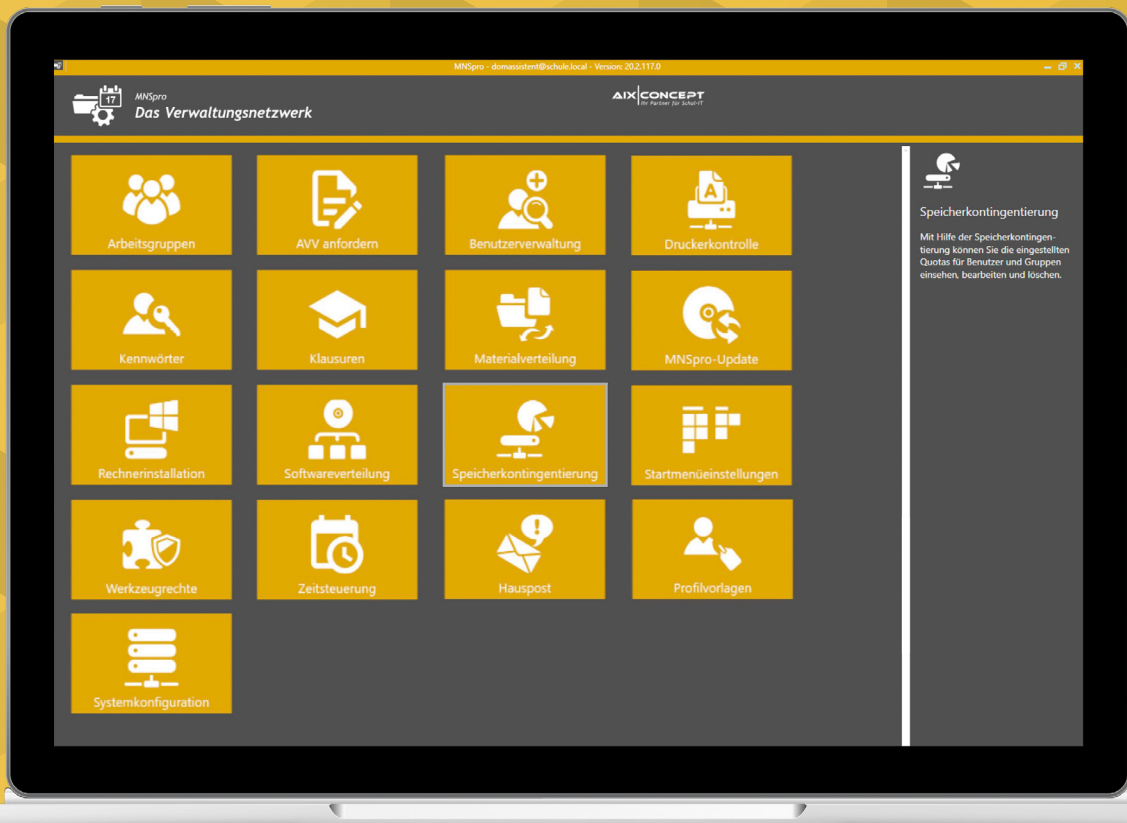 MNSpro - domassistent@schule.local - Version: 20.2.117.0
17
MNSpro
Das Verwaltungsnetzwerk
AIX CONCEPT
Ihr Partner für Schul-IT
Arbeitsgruppen
AVV anfordern
Benutzerverwaltung
A
Druckerkontrolle
Kennwörter
Klausuren
Materialverteilung
MNSpro-Update
Rechnerinstallation
Softwareverteilung
Speicherkontingentierung
Startmenüeinstellungen
Werkzeugrechte
Zeitsteuerung
Hauspost
Profilvorlagen
Systemkonfiguration
Speicherkontingentierung
Mit Hilfe der Speicherkontingen-
tierung können Sie die eingestellten
Quotas für Benutzer und Gruppen
einsehen, bearbeiten und löschen.